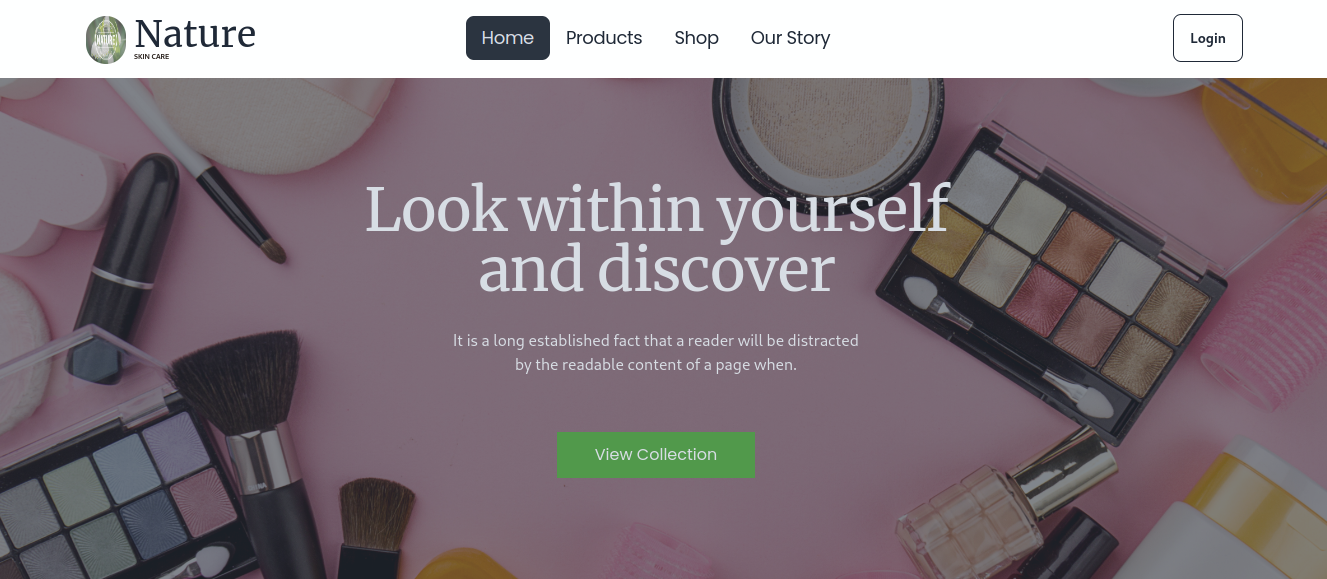 NATURE
Nature
SKIN CARE
Home
Products
Shop
Our Story
Login
Look within yourself
and discover
It is a long established fact that a reader will be distracted
by the readable content of a page when.
View Collection